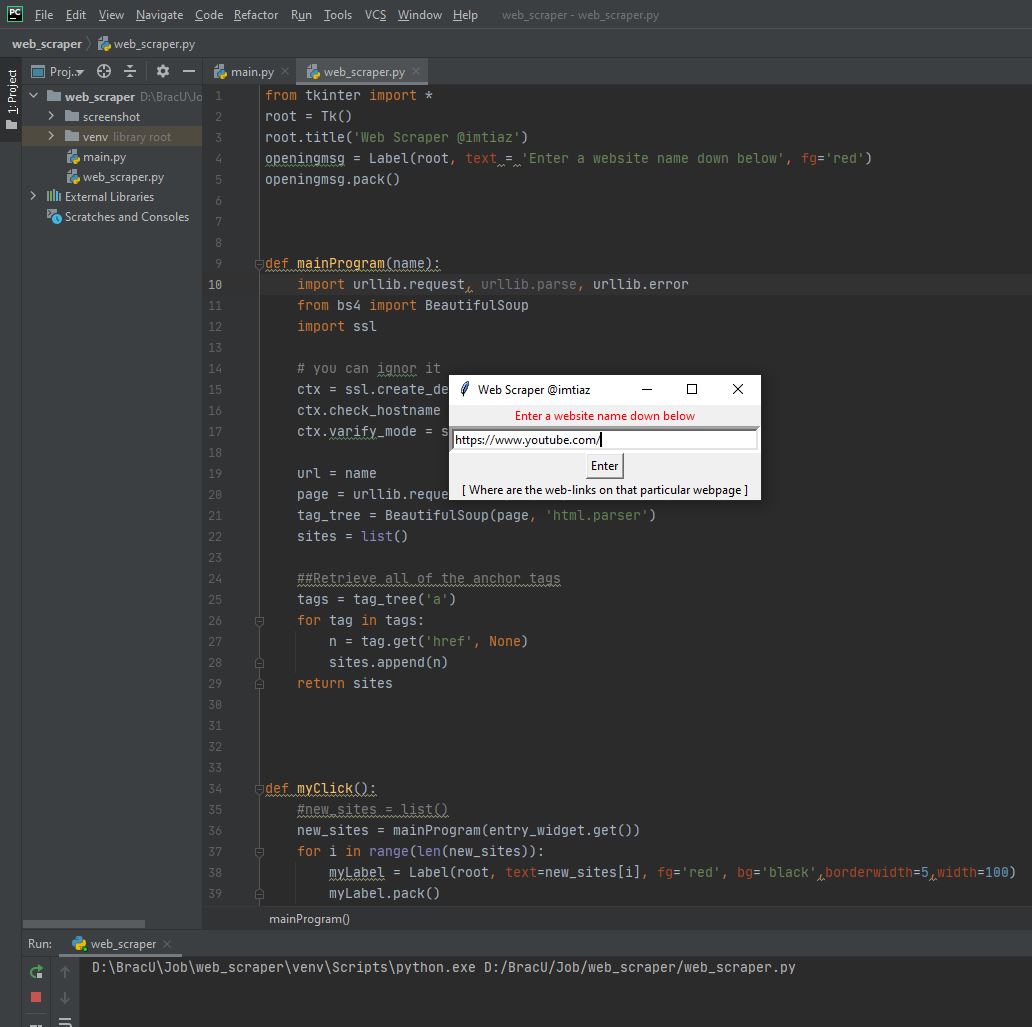 PC File Edit View Navigate Code Refactor Run Tools VCS Window Help web_scraper - web_scraper.py
web_scraper web_scraper.py
1: Project
Proj...
main.py
web_scraper.py
web_scraper D:\BracU\Jo
screenshot
venv library root
main.py
web_scraper.py
External Libraries
Scratches and Consoles
1 from tkinter import *
2 root = Tk()
3 root.title('Web Scraper @imtiaz')
4 openingmsg = Label(root, text = 'Enter a website name down below', fg='red')
5 openingmsg.pack()
6
7
8
9 def mainProgram(name):
10 import urllib.request, urllib.parse, urllib.error
11 from bs4 import BeautifulSoup
12 import ssl
13
14 # you can ignor it
15 ctx = ssl.create_de
16 ctx.check_hostname
17 ctx.varify_mode = s
18
19 url = name
20 page = urllib.reque
21 tag_tree = BeautifulSoup(page, 'html.parser')
22 sites = list()
23
24 ##Retrieve all of the anchor tags
25 tags = tag_tree('a')
26 for tag in tags:
27 n = tag.get('href', None)
28 sites.append(n)
29 return sites
30
31
32
33
34 def myClick():
35 #new_sites = list()
36 new_sites = mainProgram(entry_widget.get())
37 for i in range(len(new_sites)):
38 myLabel = Label(root, text=new_sites[i], fg='red', bg='black',borderwidth=5,width=100)
39 myLabel.pack()
mainProgram()
Web Scraper @imtiaz
Enter a website name down below
https://www.youtube.com/
Enter
[ Where are the web-links on that particular webpage ]
Run: web_scraper
D:\BracU\Job\web_scraper\venv\Scripts\python.exe D:/BracU/Job/web_scraper/web_scraper.py